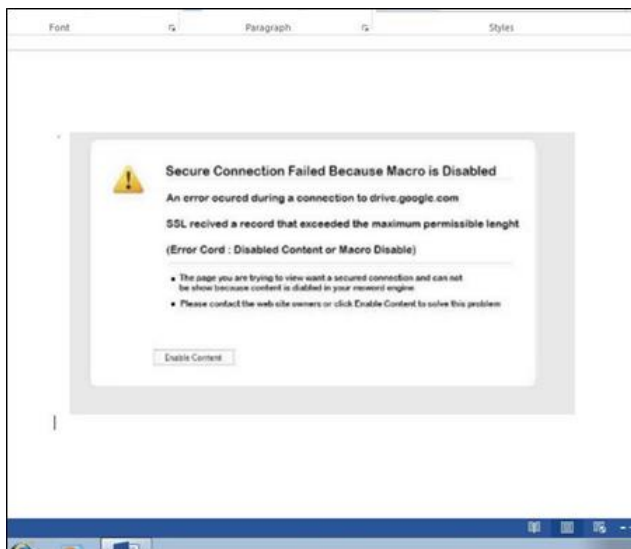 Font
Paragraph
Styles
Secure Connection Failed Because Macro is Disabled
An error ocured during a connection to drive.google.com
SSL recived a record that exceeded the maximum permissible lenght
(Error Cord : Disabled Content or Macro Disable)
The page you are trying to view want a secured connection and can not
be show because content is diablled in your msword engine
Please contact the web site owners or click Enable Content to solve this problem
Enable Content